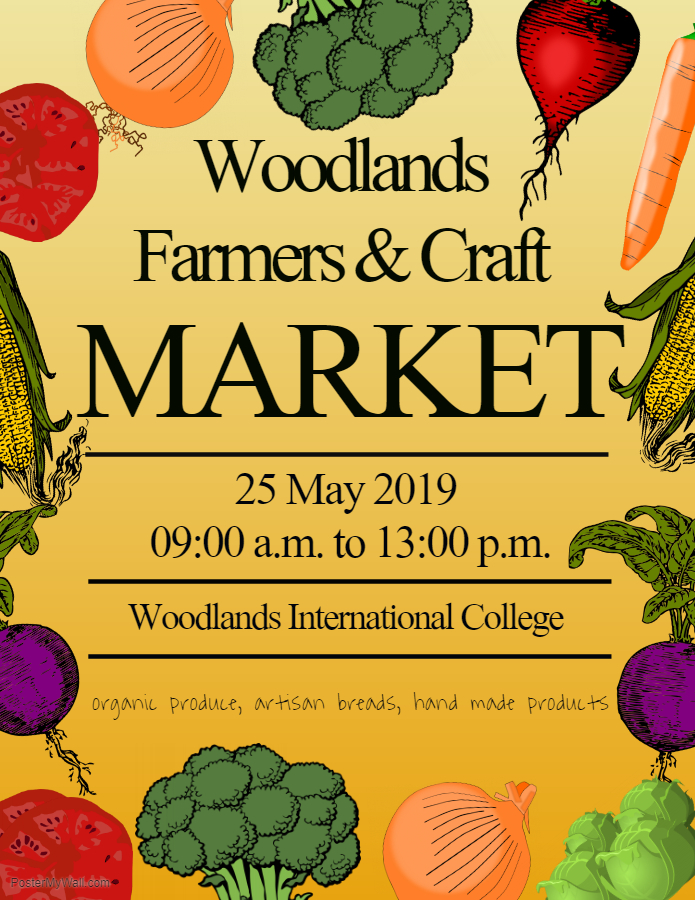 Woodlands
Farmers & Craft
MARKET
25 May 2019
09:00 a.m. to 13:00 p.m.
Woodlands International College
organic produce, artisan breads, hand made products
PosterMyWall.com